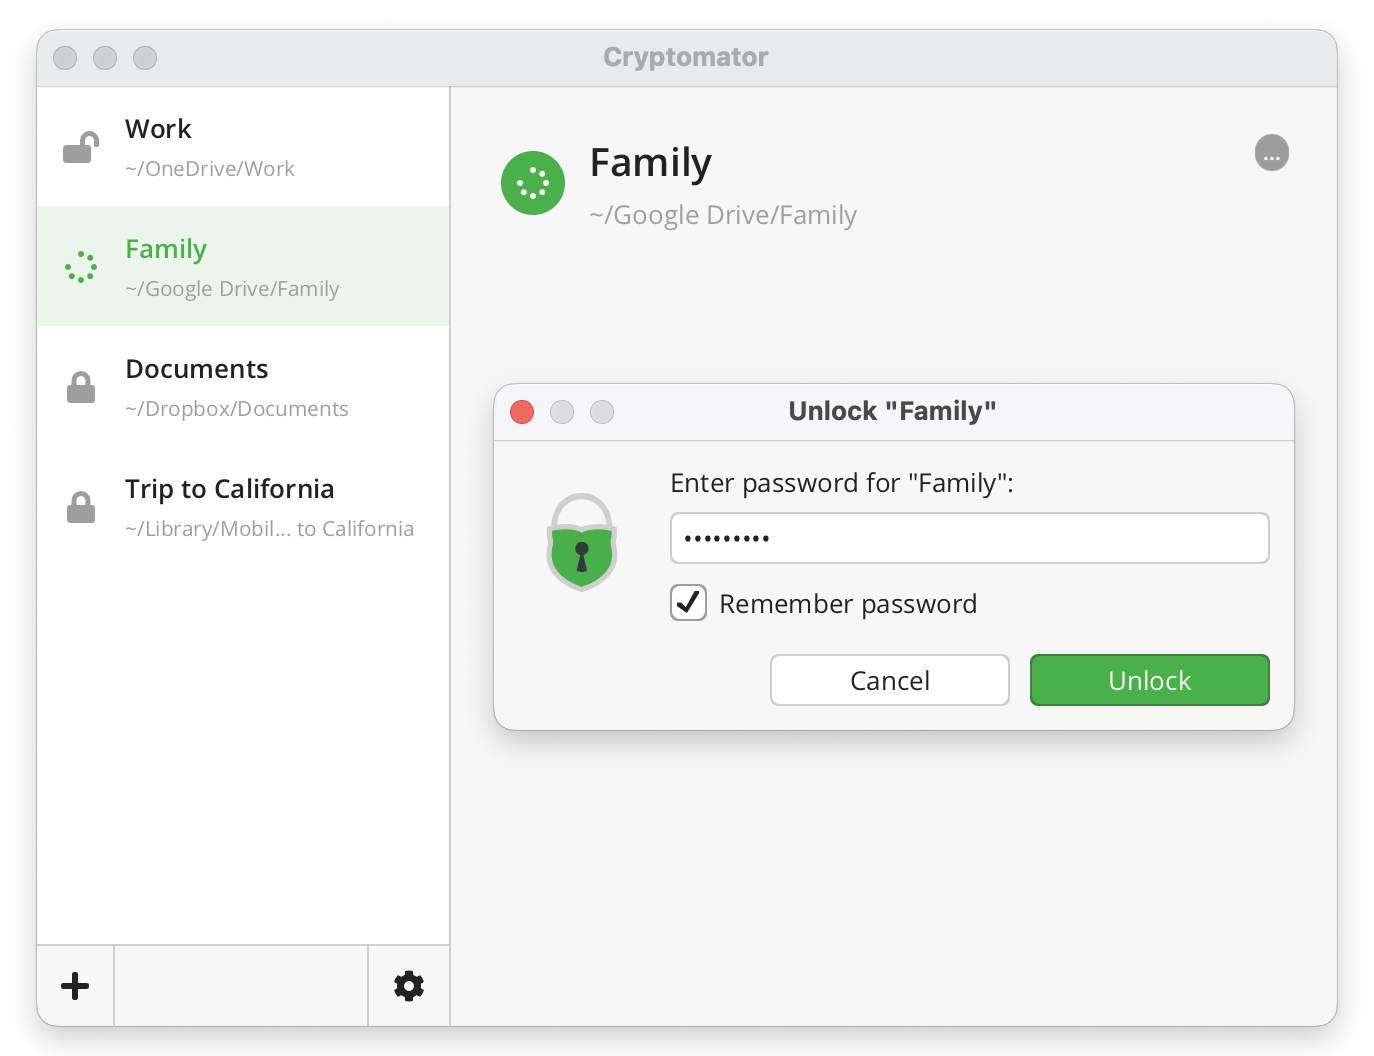 Cryptomator
Work
~/OneDrive/Work
Family
~/Google Drive/Family
Documents
~/Dropbox/Documents
Trip to California
~/Library/Mobil... to California
Family
~/Google Drive/Family
...
Unlock "Family"
Enter password for "Family":
•••••••••
Remember password
Cancel
Unlock